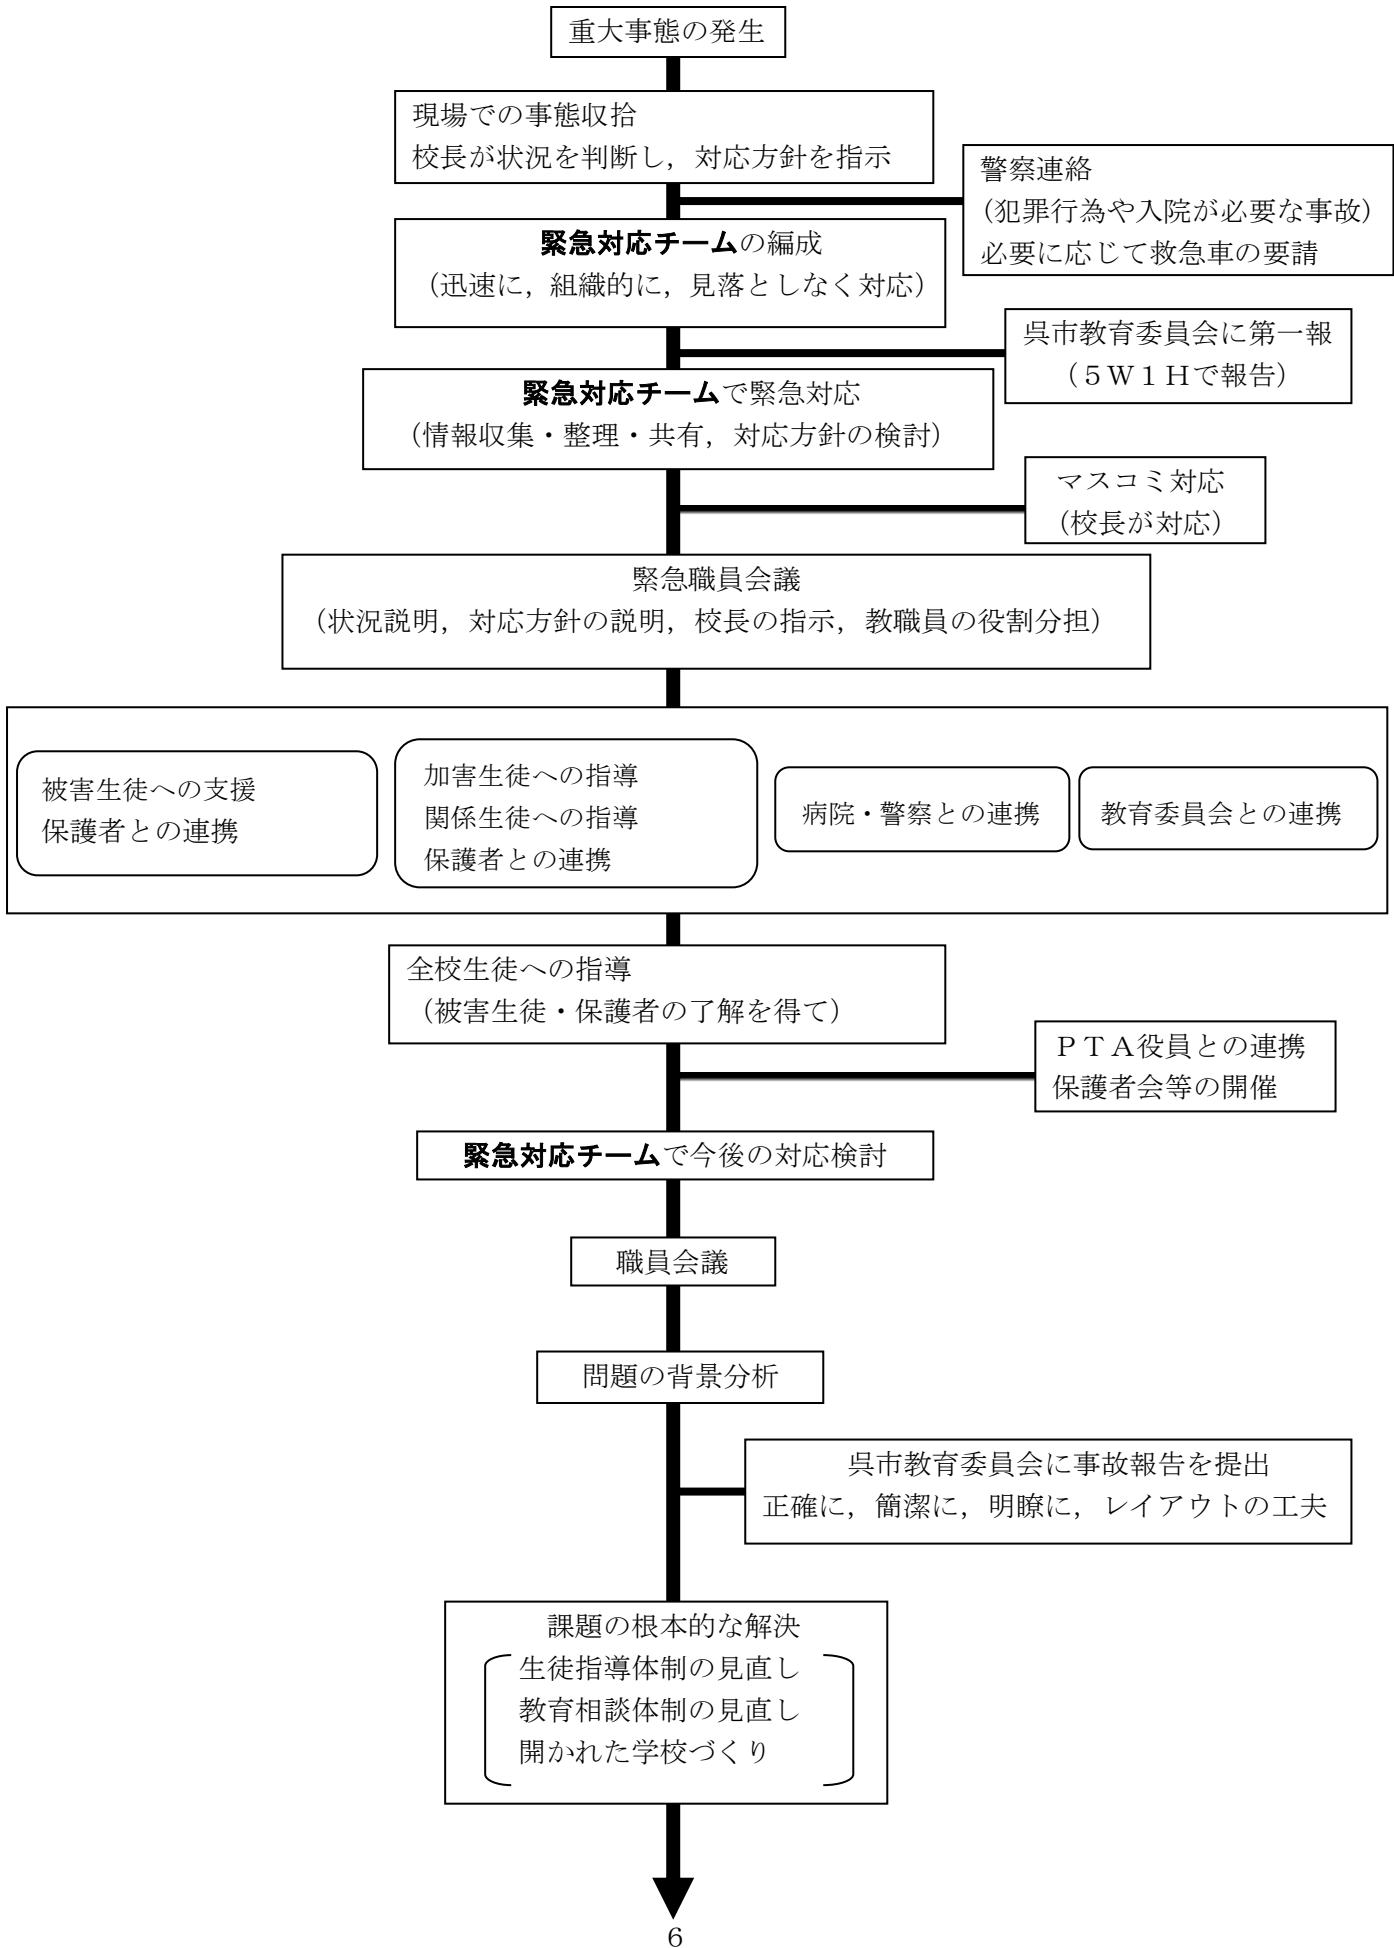 重大事態の発生
現場での事態収拾
校長が状況を判断し，対応方針を指示
警察連絡
（犯罪行為や入院が必要な事故）
必要に応じて救急車の要請
緊急対応チームの編成
（迅速に，組織的に，見落としなく対応）
呉市教育委員会に第一報
（５Ｗ１Ｈで報告）
緊急対応チームで緊急対応
（情報収集・整理・共有，対応方針の検討）
マスコミ対応
（校長が対応）
緊急職員会議
（状況説明，対応方針の説明，校長の指示，教職員の役割分担）
被害生徒への支援
保護者との連携
加害生徒への指導
関係生徒への指導
保護者との連携
病院・警察との連携
教育委員会との連携
全校生徒への指導
（被害生徒・保護者の了解を得て）
ＰＴＡ役員との連携
保護者会等の開催
緊急対応チームで今後の対応検討
職員会議
問題の背景分析
呉市教育委員会に事故報告を提出
正確に，簡潔に，明瞭に，レイアウトの工夫
課題の根本的な解決
生徒指導体制の見直し
教育相談体制の見直し
開かれた学校づくり
6